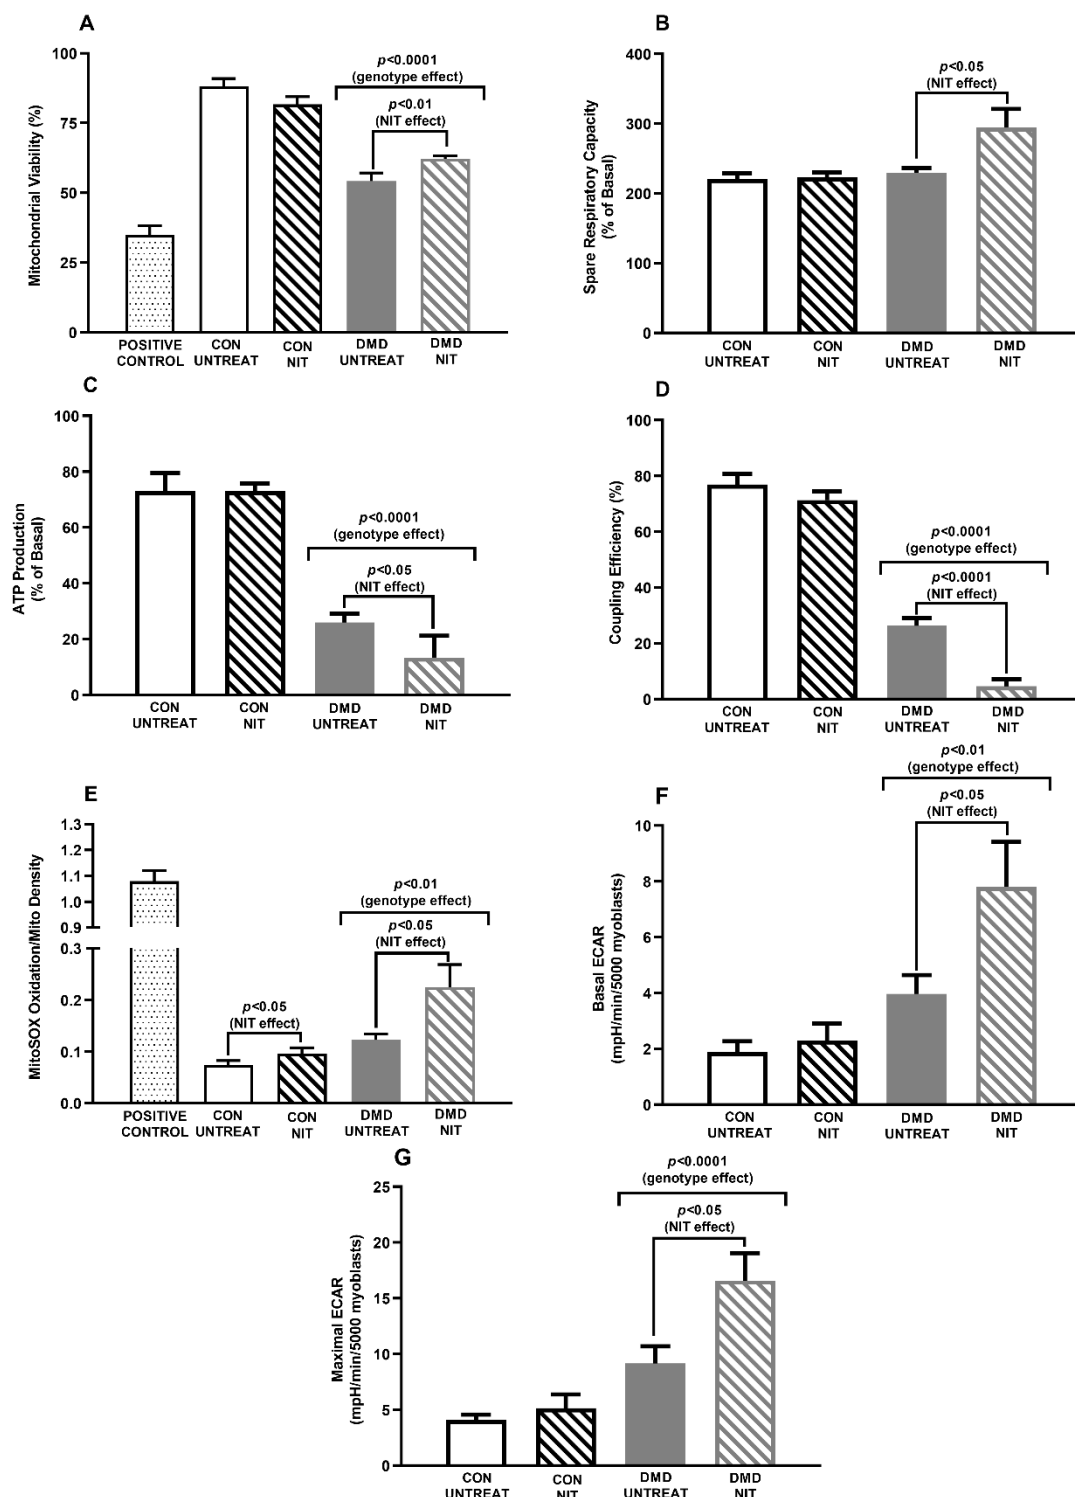 A
Mitochondrial Viability (%)
100
75
50
25
0
p<0.0001
(genotype effect)
p<0.01
(NIT effect)
POSITIVE CONTROL
CON UNTREAT
CON NIT
DMD UNTREAT
DMD NIT
B
Spare Respiratory Capacity
(% of Basal)
400
300
200
100
0
p<0.05
(NIT effect)
CON UNTREAT
CON NIT
DMD UNTREAT
DMD NIT
C
ATP Production
(% of Basal)
100
80
60
40
20
0
p<0.0001
(genotype effect)
p<0.05
(NIT effect)
CON UNTREAT
CON NIT
DMD UNTREAT
DMD NIT
D
Coupling Efficiency (%)
100
80
60
40
20
0
p<0.0001
(genotype effect)
p<0.0001
(NIT effect)
CON UNTREAT
CON NIT
DMD UNTREAT
DMD NIT
E
MitoSOX Oxidation/Mito Density
1.3
1.2
1.1
1.0
0.9
0.3
0.2
0.1
0.0
p<0.05
(NIT effect)
p<0.01
(genotype effect)
p<0.05
(NIT effect)
POSITIVE CONTROL
CON UNTREAT
CON NIT
DMD UNTREAT
DMD NIT
F
Basal ECAR
(mpH/min/5000 myoblasts)
10
8
6
4
2
0
p<0.01
(genotype effect)
p<0.05
(NIT effect)
CON UNTREAT
CON NIT
DMD UNTREAT
DMD NIT
G
Maximal ECAR
(mpH/min/5000 myoblasts)
25
20
15
10
5
0
p<0.0001
(genotype effect)
p<0.05
(NIT effect)
CON UNTREAT
CON NIT
DMD UNTREAT
DMD NIT